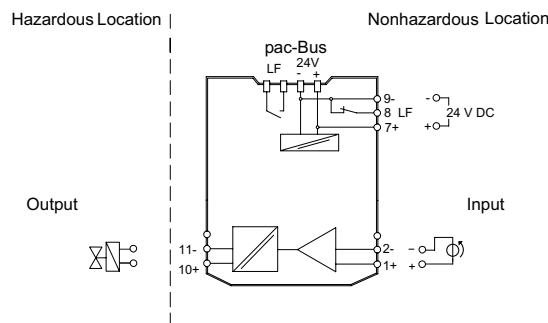 Hazardous Location
Nonhazardous Location
pac-Bus
LF 24V
- +
9- - 
8 LF 24 V DC
7+ +
Output
Input
11- 2- −
10+ 1+ +